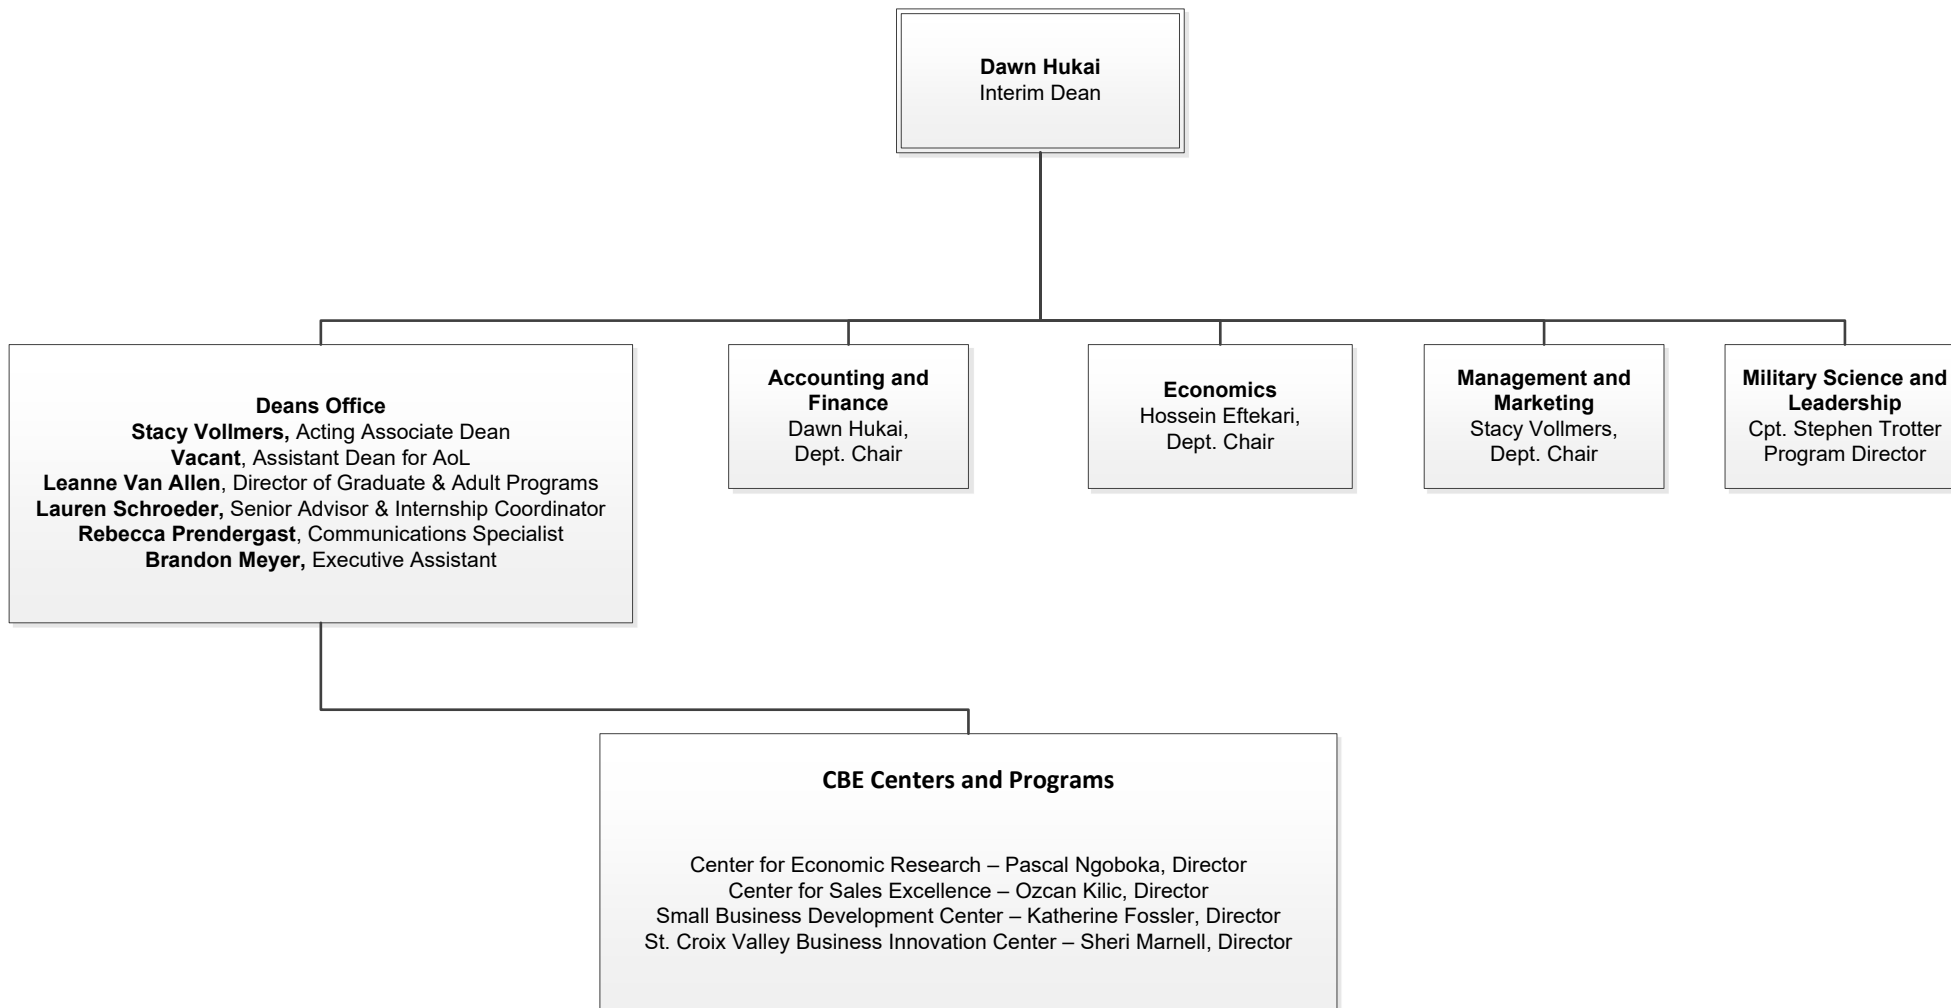 Dawn Hukai
Interim Dean
Deans Office
Stacy Vollmers, Acting Associate Dean
Vacant, Assistant Dean for AoL
Leanne Van Allen, Director of Graduate & Adult Programs
Lauren Schroeder, Senior Advisor & Internship Coordinator
Rebecca Prendergast, Communications Specialist
Brandon Meyer, Executive Assistant
Accounting and
Finance
Dawn Hukai,
Dept. Chair
Economics
Hossein Eftekari,
Dept. Chair
Management and
Marketing
Stacy Vollmers,
Dept. Chair
Military Science and
Leadership
Cpt. Stephen Trotter
Program Director
CBE Centers and Programs
Center for Economic Research – Pascal Ngoboka, Director
Center for Sales Excellence – Ozcan Kilic, Director
Small Business Development Center – Katherine Fossler, Director
St. Croix Valley Business Innovation Center – Sheri Marnell, Director